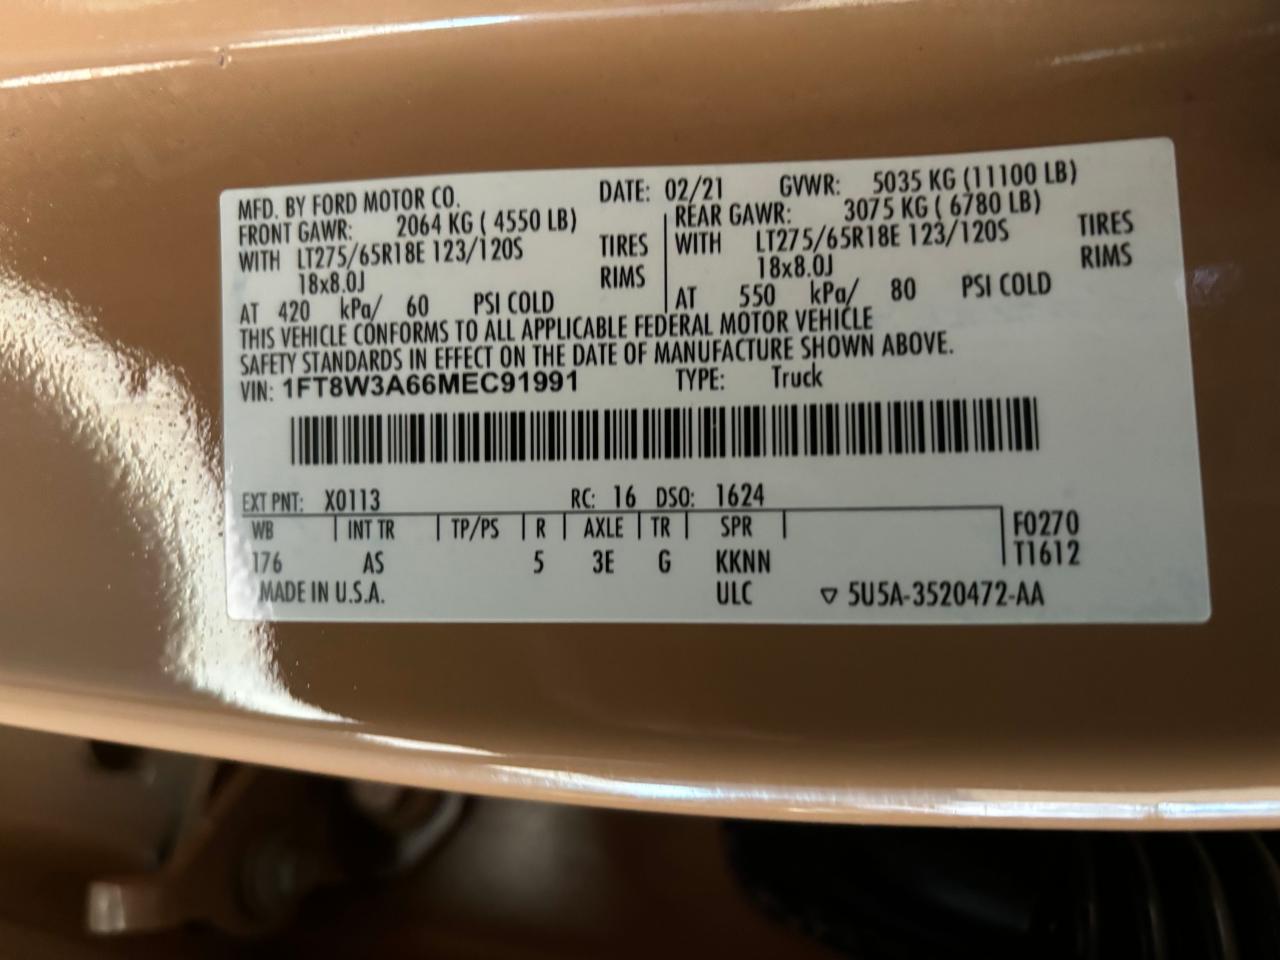 MFD. BY FORD MOTOR CO. DATE: 02/21 GVWR: 5035 KG (11100 LB)
FRONT GAWR: 2064 KG ( 4550 LB) REAR GAWR: 3075 KG ( 6780 LB)
WITH LT275/65R18E 123/120S TIRES WITH LT275/65R18E 123/120S TIRES
18x8.0J RIMS 18x8.0J RIMS
AT 420 kPa/ 60 PSI COLD AT 550 kPa/ 80 PSI COLD
THIS VEHICLE CONFORMS TO ALL APPLICABLE FEDERAL MOTOR VEHICLE
SAFETY STANDARDS IN EFFECT ON THE DATE OF MANUFACTURE SHOWN ABOVE.
VIN: 1FT8W3A66MEC91991 TYPE: Truck
EXT PNT: X0113 RC: 16 DSO: 1624
WB INT TR TP/PS R AXLE TR SPR F0270
176 AS 5 3E G KKNN T1612
MADE IN U.S.A. ULC ▽ 5U5A-3520472-AA